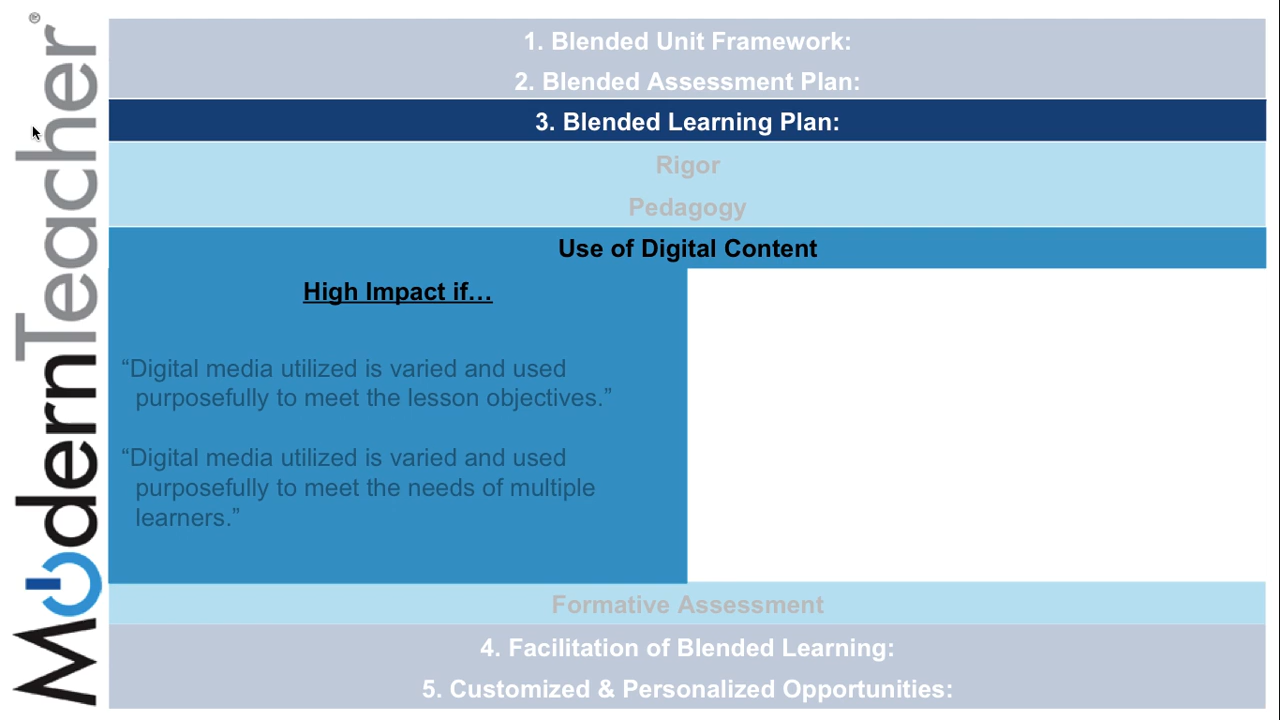 ModernTeacher®
1. Blended Unit Framework:
2. Blended Assessment Plan:
3. Blended Learning Plan:
Rigor
Pedagogy
Use of Digital Content
High Impact if…
“Digital media utilized is varied and used
purposefully to meet the lesson objectives.”
“Digital media utilized is varied and used
purposefully to meet the needs of multiple
learners.”
Formative Assessment
4. Facilitation of Blended Learning:
5. Customized & Personalized Opportunities: